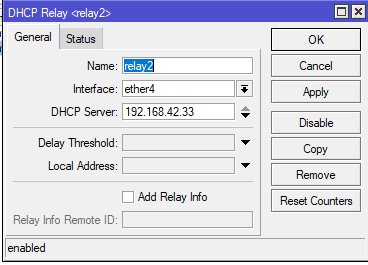 DHCP Relay <relay2>
General Status
Name: relay2
Interface: ether4
DHCP Server: 192.168.42.33
Delay Threshold:
Local Address:
Add Relay Info
Relay Info Remote ID:
OK
Cancel
Apply
Disable
Copy
Remove
Reset Counters
enabled